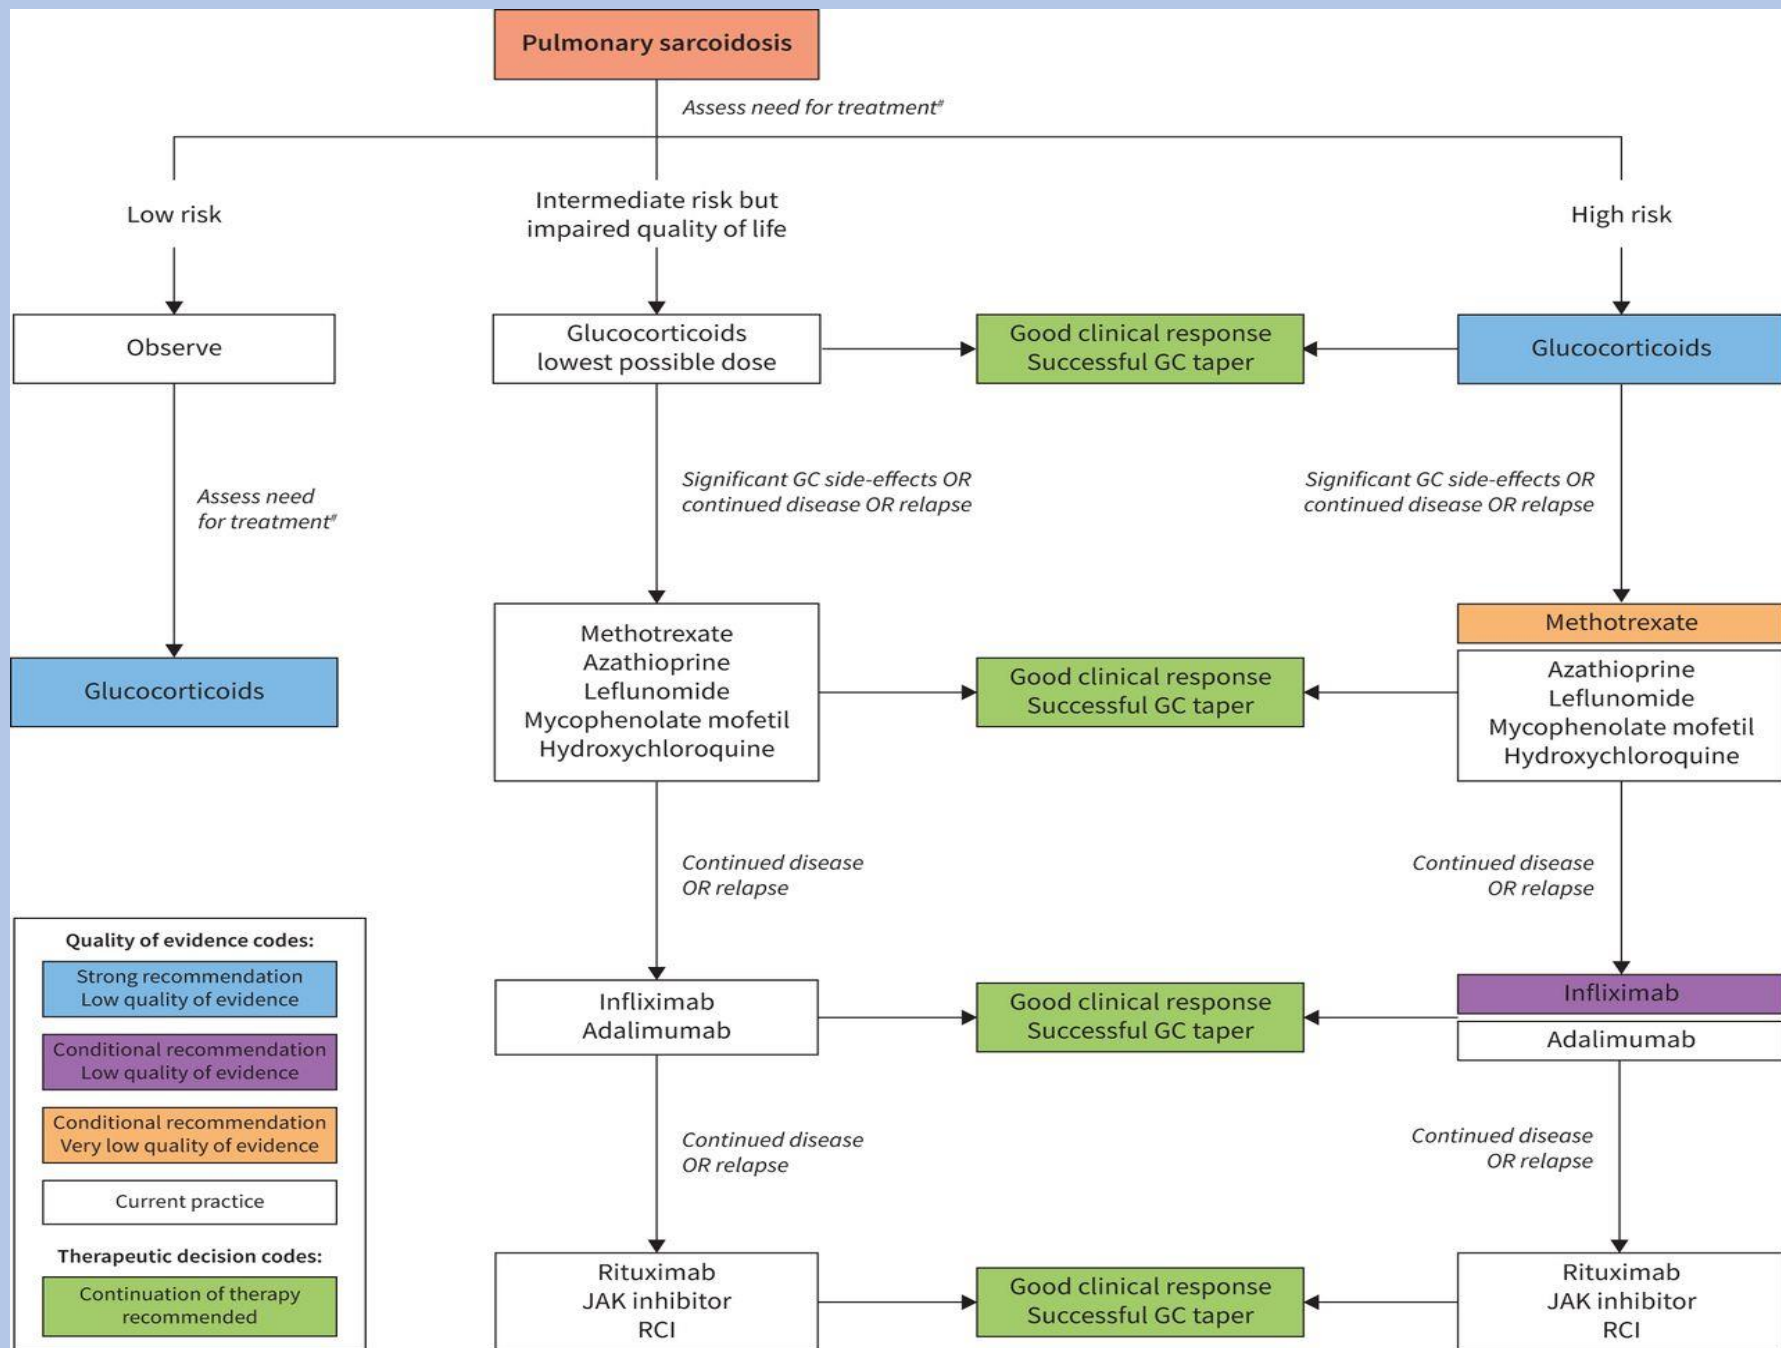 Pulmonary sarcoidosis
Assess need for treatment#
Low risk
Intermediate risk but
impaired quality of life
High risk
Observe
Glucocorticoids
lowest possible dose
Good clinical response
Successful GC taper
Glucocorticoids
Assess need
for treatment#
Significant GC side-effects OR
continued disease OR relapse
Significant GC side-effects OR
continued disease OR relapse
Glucocorticoids
Methotrexate
Azathioprine
Leflunomide
Mycophenolate mofetil
Hydroxychloroquine
Good clinical response
Successful GC taper
Methotrexate
Azathioprine
Leflunomide
Mycophenolate mofetil
Hydroxychloroquine
Continued disease
OR relapse
Continued disease
OR relapse
Infliximab
Adalimumab
Good clinical response
Successful GC taper
Infliximab
Adalimumab
Continued disease
OR relapse
Continued disease
OR relapse
Rituximab
JAK inhibitor
RCI
Good clinical response
Successful GC taper
Rituximab
JAK inhibitor
RCI
Quality of evidence codes:
Strong recommendation
Low quality of evidence
Conditional recommendation
Low quality of evidence
Conditional recommendation
Very low quality of evidence
Current practice
Therapeutic decision codes:
Continuation of therapy
recommended